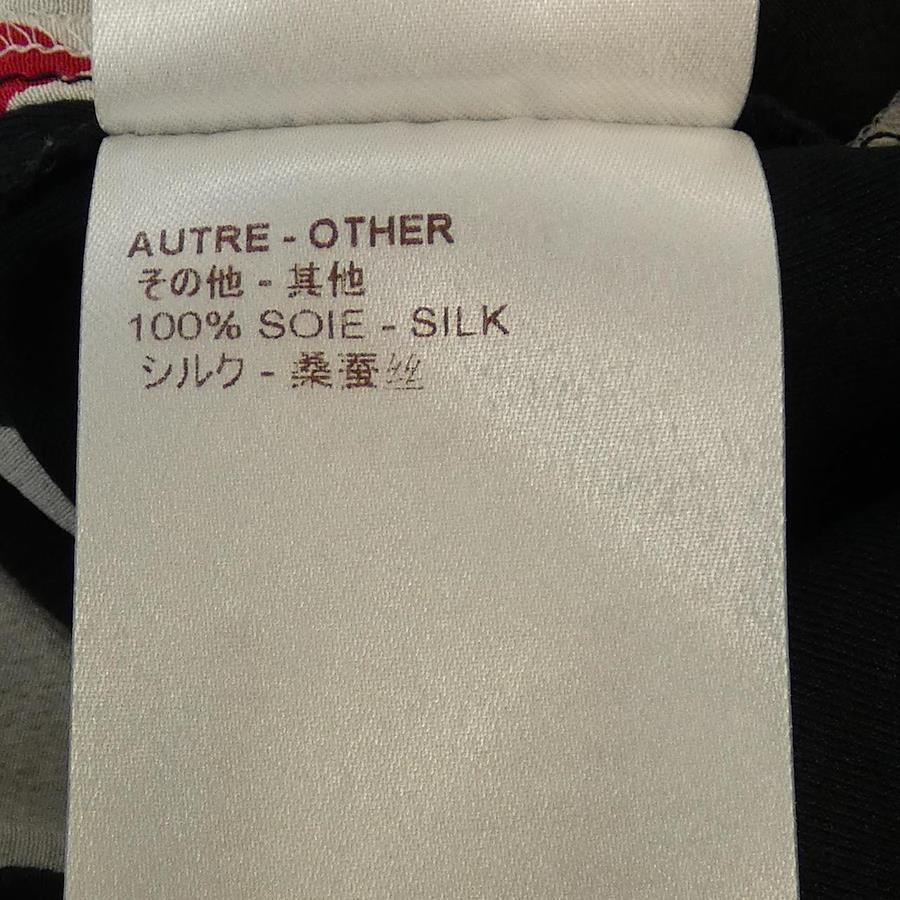 AUTRE - OTHER
その他 - 其他
100% SOIE - SILK
シルク - 桑蚕丝